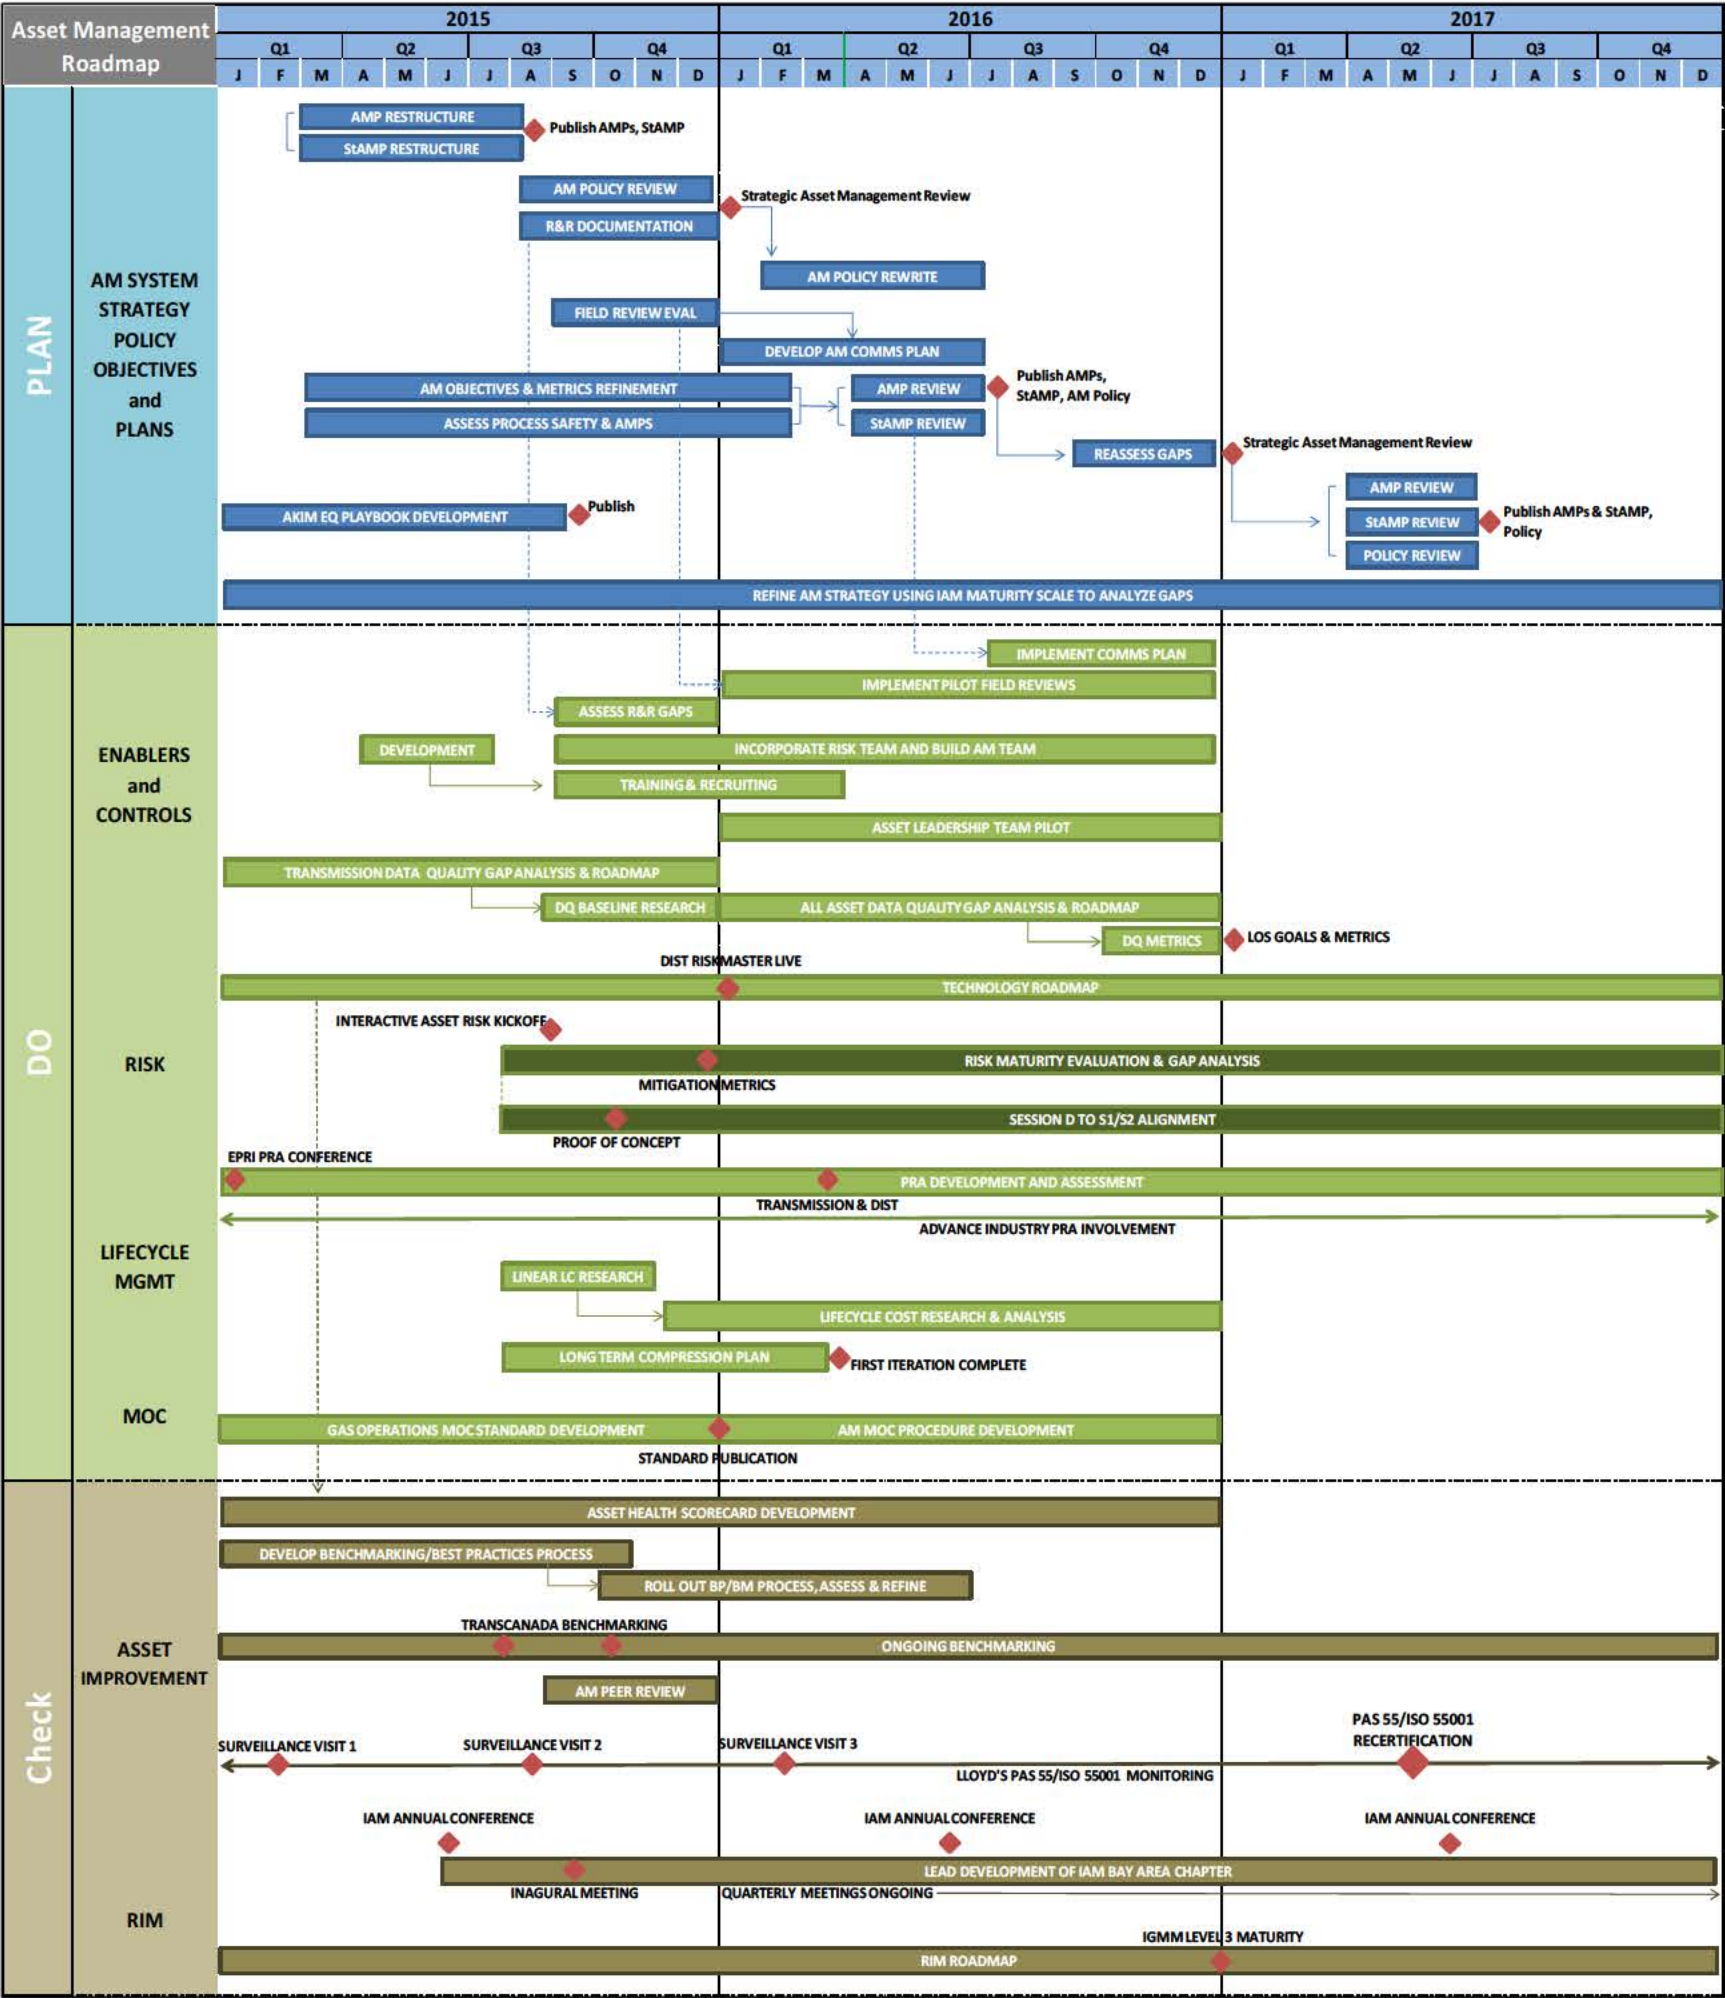 Asset Management
Roadmap
2015
2016
2017
Q1
Q2
Q3
Q4
Q1
Q2
Q3
Q4
Q1
Q2
Q3
Q4
J F M A M J J A S O N D J F M A M J J A S O N D J F M A M J J A S O N D
PLAN
AM SYSTEM
STRATEGY
POLICY
OBJECTIVES
and
PLANS
AMP RESTRUCTURE
StAMP RESTRUCTURE
Publish AMPs, StAMP
AM POLICY REVIEW
R&R DOCUMENTATION
Strategic Asset Management Review
AM POLICY REWRITE
FIELD REVIEW EVAL
DEVELOP AM COMMS PLAN
AM OBJECTIVES & METRICS REFINEMENT
ASSESS PROCESS SAFETY & AMPS
AMP REVIEW
StAMP REVIEW
Publish AMPs,
StAMP, AM Policy
REASSESS GAPS
Strategic Asset Management Review
AMP REVIEW
StAMP REVIEW
POLICY REVIEW
Publish AMPs & StAMP,
Policy
AKIM EQ PLAYBOOK DEVELOPMENT
Publish
REFINE AM STRATEGY USING IAM MATURITY SCALE TO ANALYZE GAPS
DO
ENABLERS
and
CONTROLS
IMPLEMENT COMMS PLAN
IMPLEMENT PILOT FIELD REVIEWS
ASSESS R&R GAPS
DEVELOPMENT
INCORPORATE RISK TEAM AND BUILD AM TEAM
TRAINING & RECRUITING
ASSET LEADERSHIP TEAM PILOT
TRANSMISSION DATA QUALITY GAP ANALYSIS & ROADMAP
DQ BASELINE RESEARCH
ALL ASSET DATA QUALITY GAP ANALYSIS & ROADMAP
DQ METRICS
LOS GOALS & METRICS
DIST RISKMASTER LIVE
TECHNOLOGY ROADMAP
RISK
INTERACTIVE ASSET RISK KICKOFF
RISK MATURITY EVALUATION & GAP ANALYSIS
MITIGATION METRICS
SESSION D TO S1/S2 ALIGNMENT
PROOF OF CONCEPT
EPRI PRA CONFERENCE
PRA DEVELOPMENT AND ASSESSMENT
TRANSMISSION & DIST
ADVANCE INDUSTRY PRA INVOLVEMENT
LIFECYCLE
MGMT
LINEAR LC RESEARCH
LIFECYCLE COST RESEARCH & ANALYSIS
LONG TERM COMPRESSION PLAN
FIRST ITERATION COMPLETE
MOC
GAS OPERATIONS MOC STANDARD DEVELOPMENT
AM MOC PROCEDURE DEVELOPMENT
STANDARD PUBLICATION
Check
ASSET
IMPROVEMENT
ASSET HEALTH SCORECARD DEVELOPMENT
DEVELOP BENCHMARKING/BEST PRACTICES PROCESS
ROLL OUT BP/BM PROCESS, ASSESS & REFINE
TRANSCANADA BENCHMARKING
ONGOING BENCHMARKING
AM PEER REVIEW
PAS 55/ISO 55001
RECERTIFICATION
SURVEILLANCE VISIT 1
SURVEILLANCE VISIT 2
SURVEILLANCE VISIT 3
LLOYD'S PAS 55/ISO 55001 MONITORING
IAM ANNUAL CONFERENCE
IAM ANNUAL CONFERENCE
IAM ANNUAL CONFERENCE
LEAD DEVELOPMENT OF IAM BAY AREA CHAPTER
INAGURAL MEETING
QUARTERLY MEETINGS ONGOING
RIM
IGMM LEVEL 3 MATURITY
RIM ROADMAP